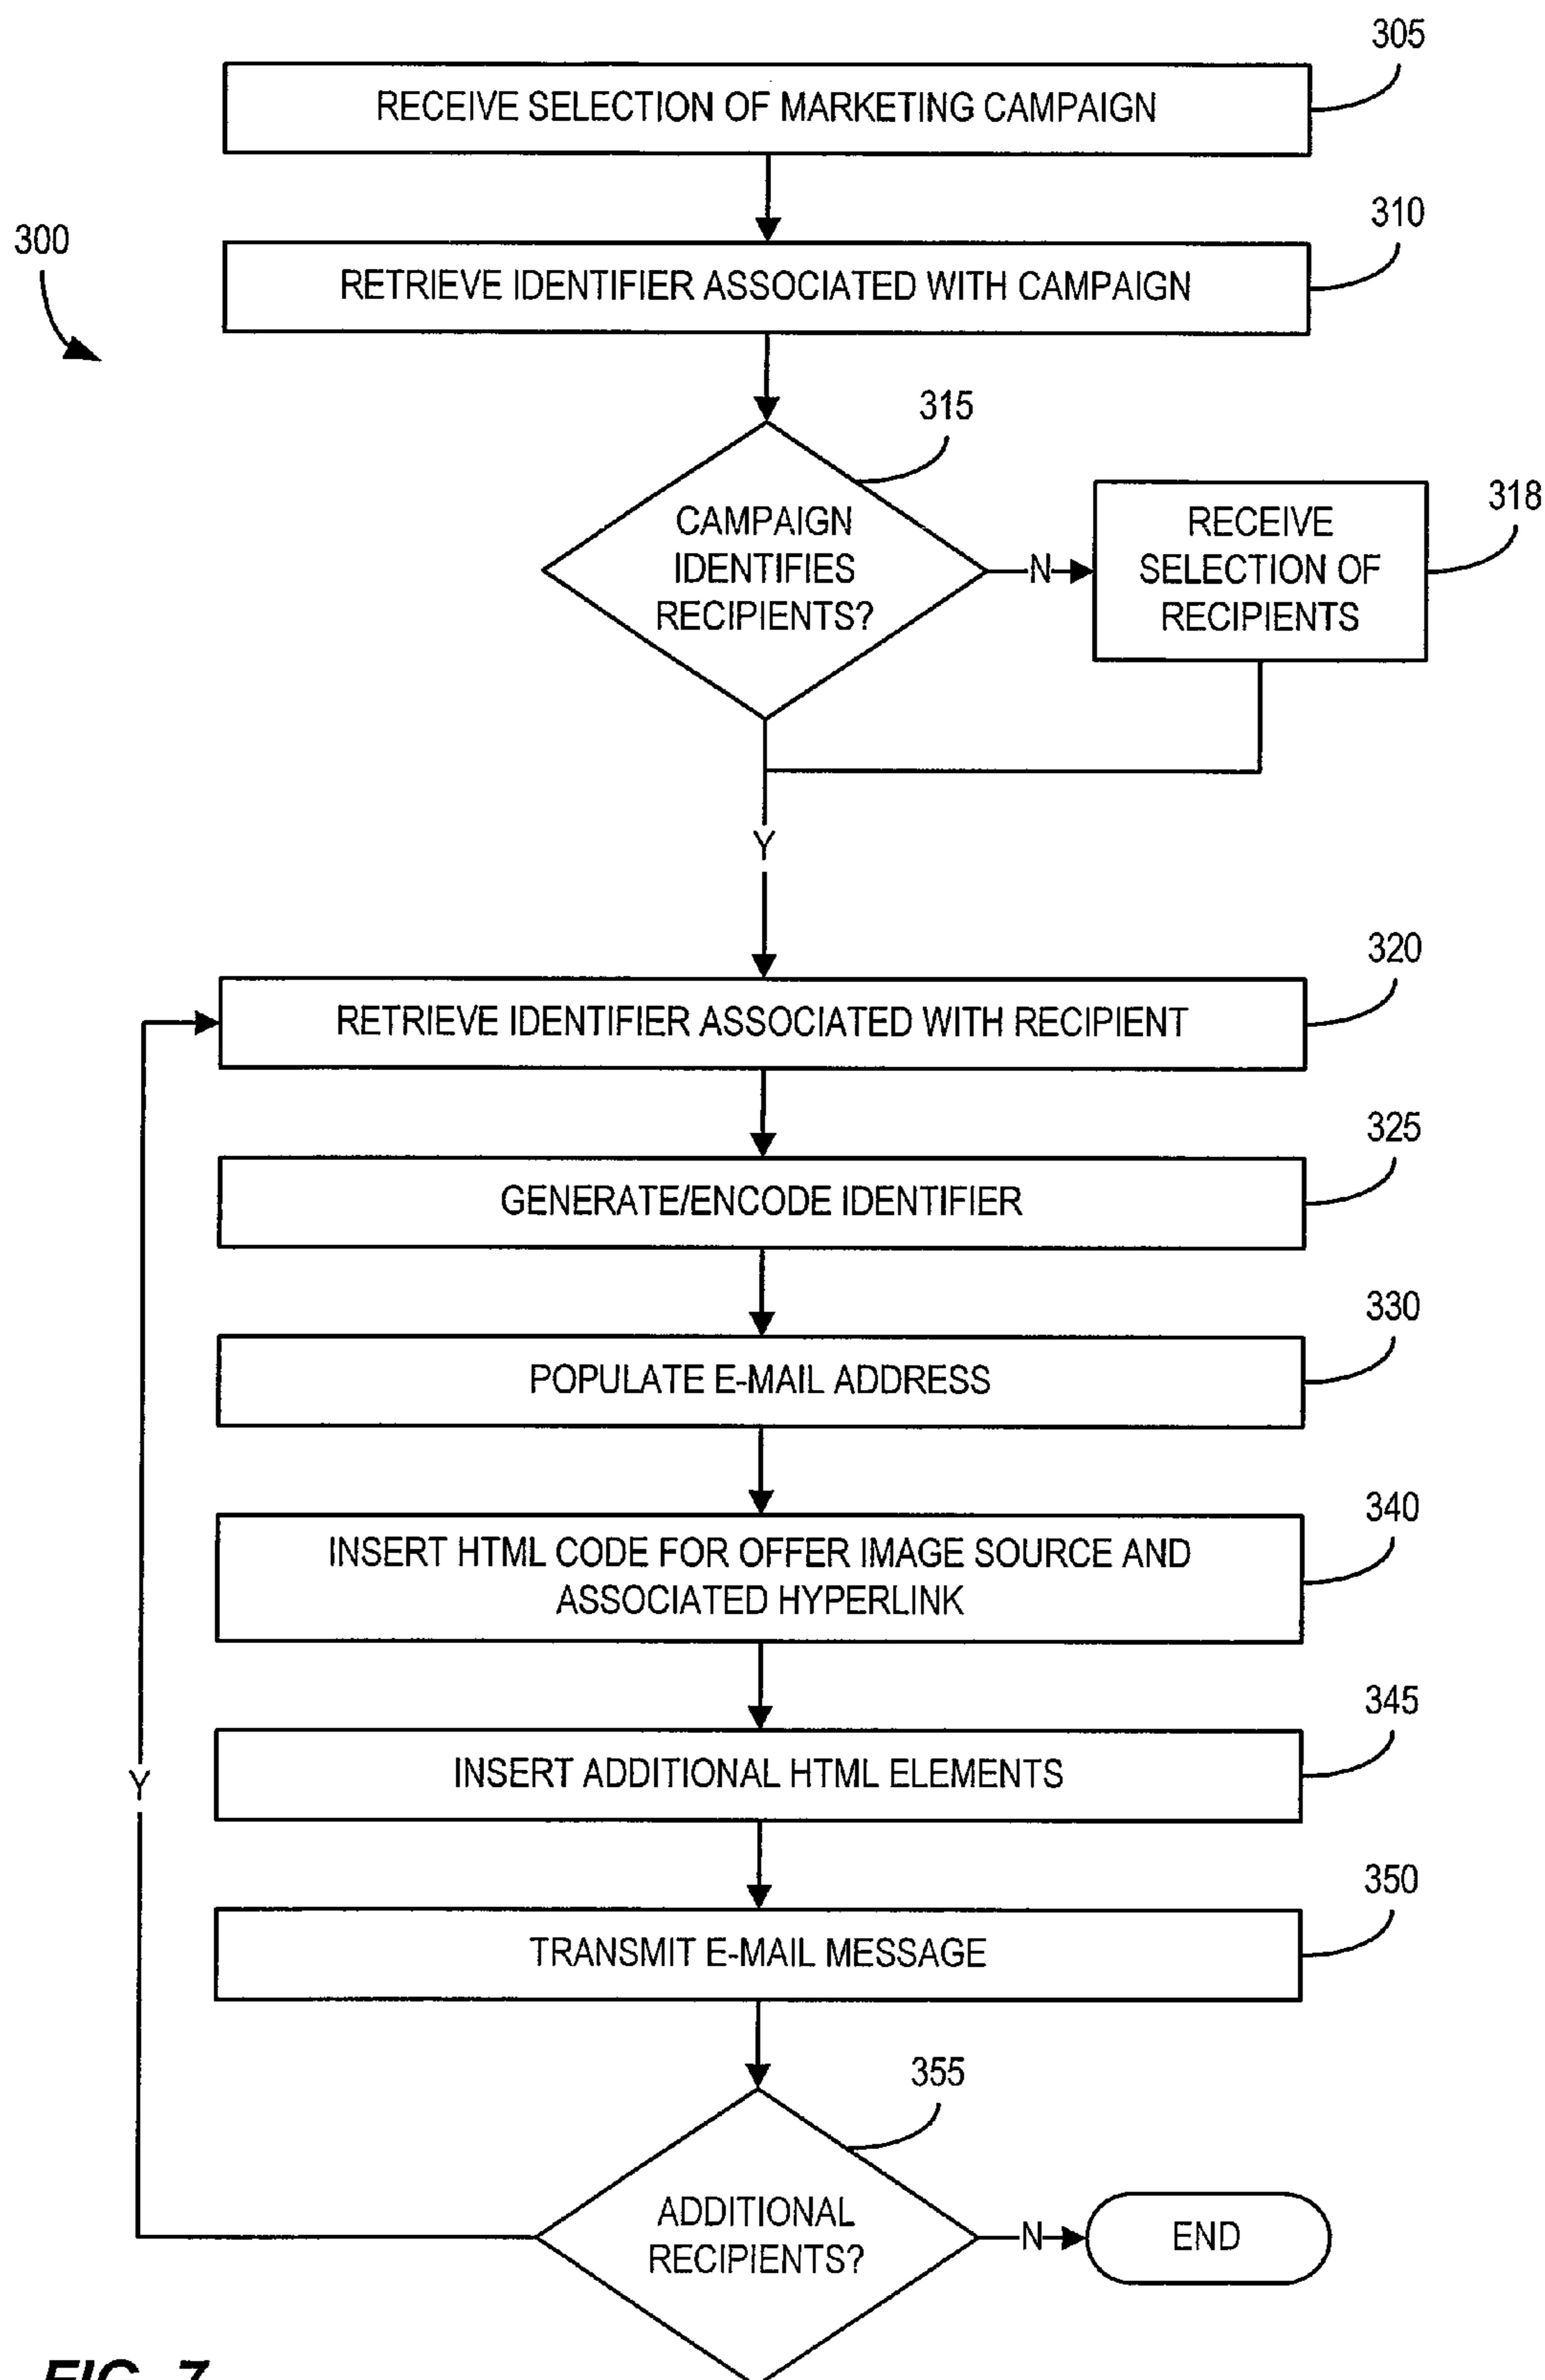 305
RECEIVE SELECTION OF MARKETING CAMPAIGN
310
300
RETRIEVE IDENTIFIER ASSOCIATED WITH CAMPAIGN
315
CAMPAIGN
IDENTIFIES
RECIPIENTS?
N
318
RECEIVE
SELECTION OF
RECIPIENTS
Y
320
RETRIEVE IDENTIFIER ASSOCIATED WITH RECIPIENT
325
GENERATE/ENCODE IDENTIFIER
330
POPULATE E-MAIL ADDRESS
340
INSERT HTML CODE FOR OFFER IMAGE SOURCE AND
ASSOCIATED HYPERLINK
345
INSERT ADDITIONAL HTML ELEMENTS
Y
350
TRANSMIT E-MAIL MESSAGE
355
ADDITIONAL
RECIPIENTS?
N
END
FIG. 7